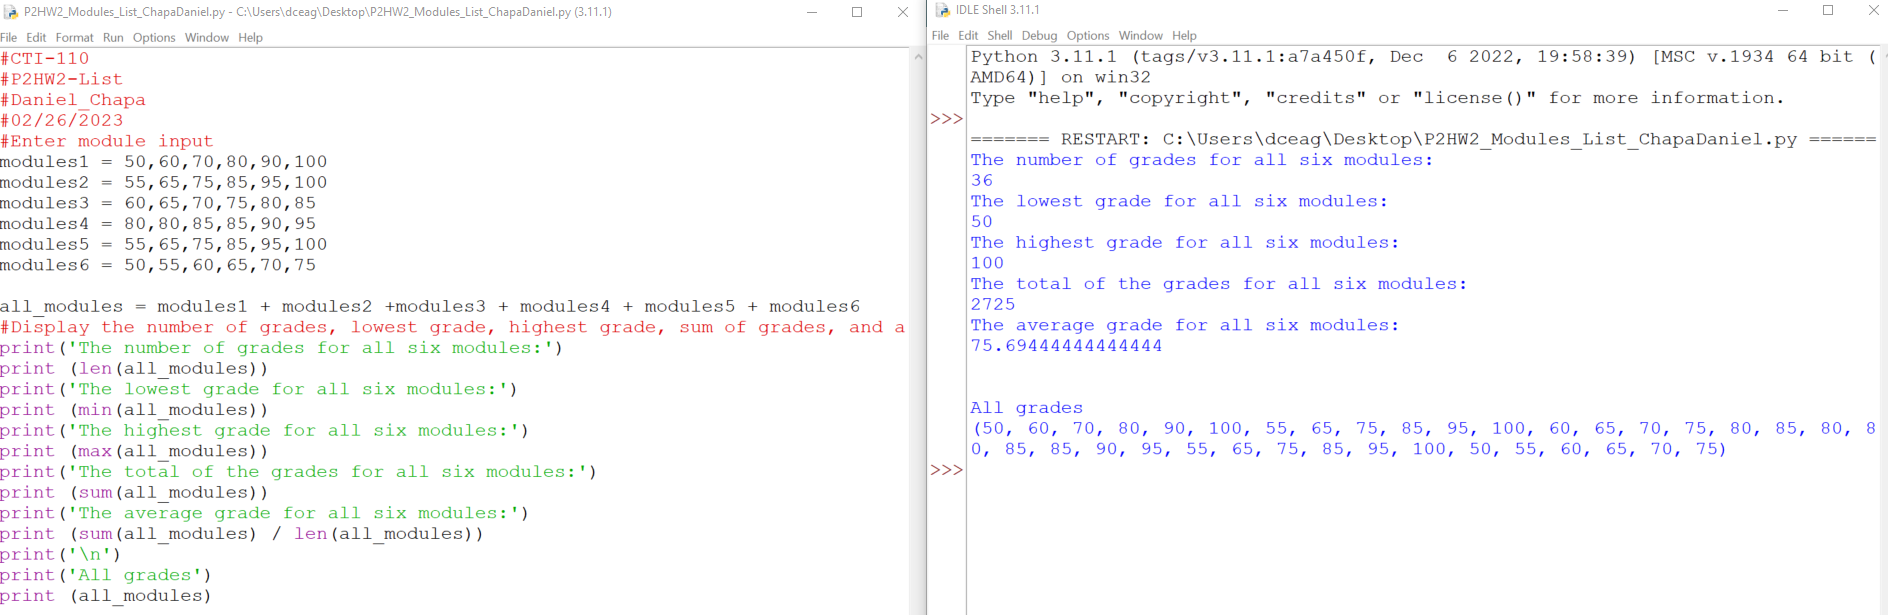 P2HW2_Modules_List_ChapaDaniel.py - C:\Users\dceag\Desktop\P2HW2_Modules_List_ChapaDaniel.py (3.11.1)
File Edit Format Run Options Window Help
#CTI-110
#P2HW2-List
#Daniel_Chapa
#02/26/2023
#Enter module input
modules1 = 50,60,70,80,90,100
modules2 = 55,65,75,85,95,100
modules3 = 60,65,70,75,80,85
modules4 = 80,80,85,85,90,95
modules5 = 55,65,75,85,95,100
modules6 = 50,55,60,65,70,75
all_modules = modules1 + modules2 +modules3 + modules4 + modules5 + modules6
#Display the number of grades, lowest grade, highest grade, sum of grades, and a
print('The number of grades for all six modules:')
print (len(all_modules))
print('The lowest grade for all six modules:')
print (min(all_modules))
print('The highest grade for all six modules:')
print (max(all_modules))
print('The total of the grades for all six modules:')
print (sum(all_modules))
print('The average grade for all six modules:')
print (sum(all_modules) / len(all_modules))
print('\n')
print('All grades')
print (all_modules)
IDLE Shell 3.11.1
File Edit Shell Debug Options Window Help
Python 3.11.1 (tags/v3.11.1:a7a450f, Dec  6 2022, 19:58:39) [MSC v.1934 64 bit (
AMD64)] on win32
Type "help", "copyright", "credits" or "license()" for more information.
>>>
======= RESTART: C:\Users\dceag\Desktop\P2HW2_Modules_List_ChapaDaniel.py ======
The number of grades for all six modules:
36
The lowest grade for all six modules:
50
The highest grade for all six modules:
100
The total of the grades for all six modules:
2725
The average grade for all six modules:
75.69444444444444
All grades
(50, 60, 70, 80, 90, 100, 55, 65, 75, 85, 95, 100, 60, 65, 70, 75, 80, 85, 80, 8
0, 85, 85, 90, 95, 55, 65, 75, 85, 95, 100, 50, 55, 60, 65, 70, 75)
>>>